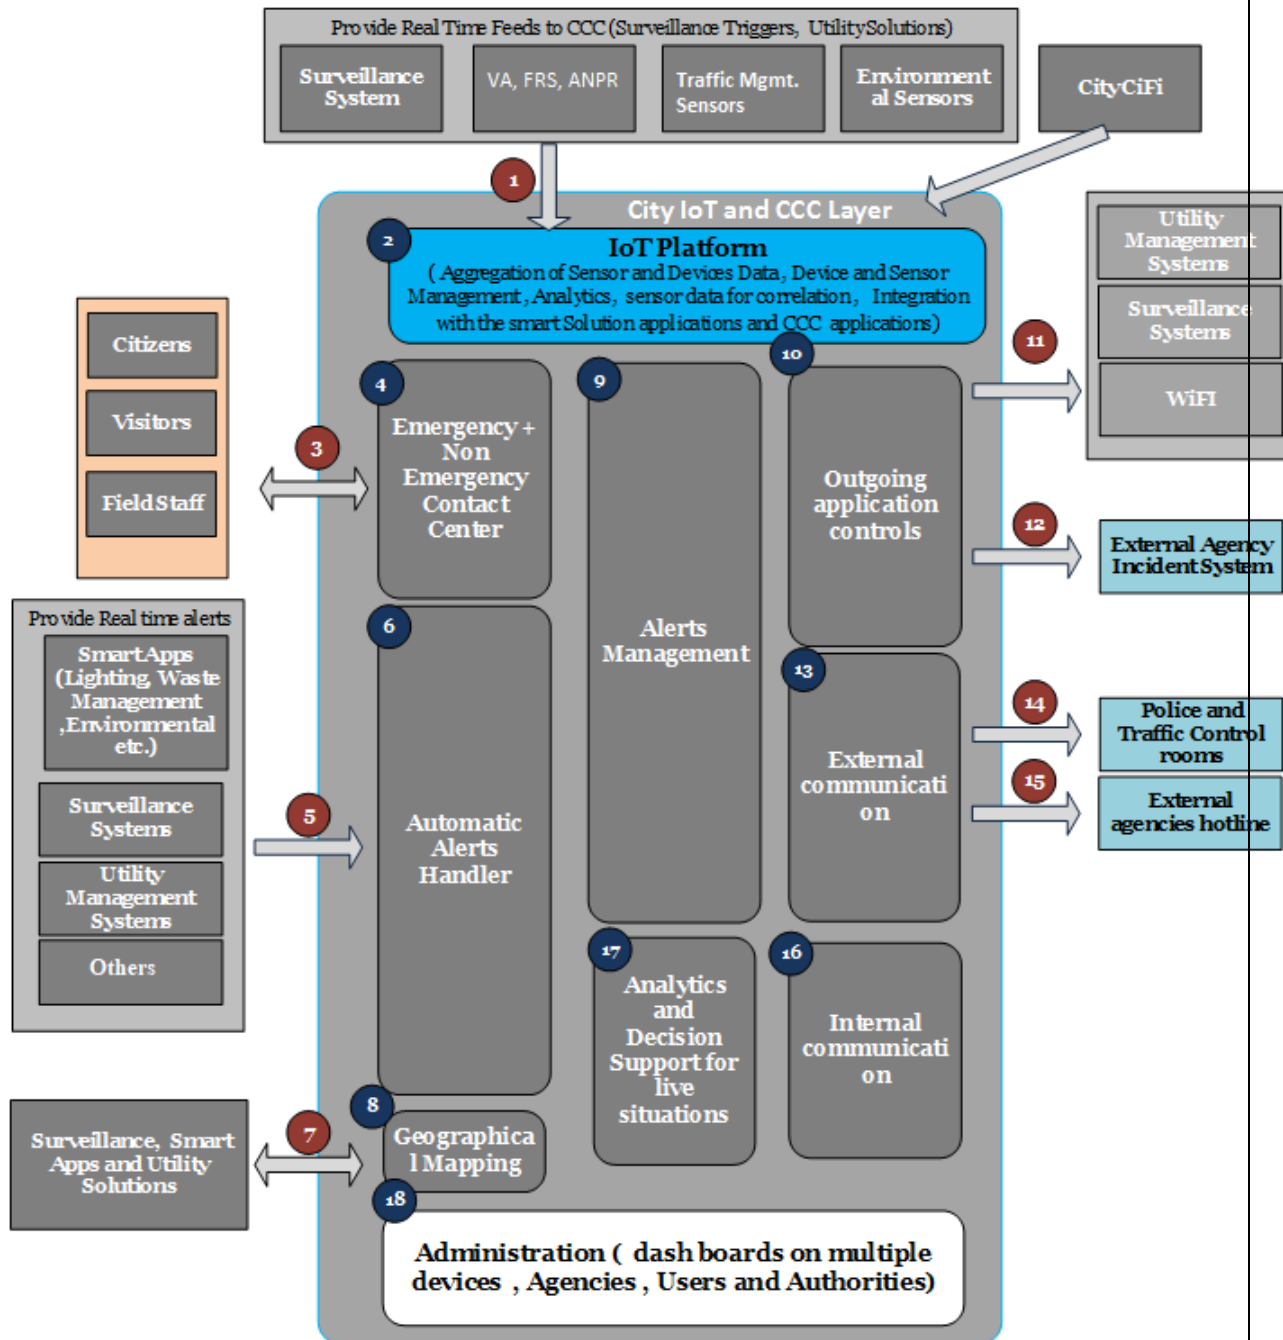 Provide Real Time Feeds to CCC (Surveillance Triggers, Utility Solutions)
Surveillance
System
VA, FRS, ANPR
Traffic Mgmt.
Sensors
Environment
al Sensors
CityCiFi
1
City IoT and CCC Layer
2
IoT Platform
( Aggregation of Sensor and Devices Data, Device and Sensor
Management, Analytics, sensor data for correlation, Integration
with the smart Solution applications and CCC applications)
Utility
Management
Systems
Surveillance
Systems
WiFI
11
Citizens
Visitors
Field Staff
3
4
Emergency +
Non
Emergency
Contact
Center
9
Alerts
Management
10
Outgoing
application
controls
12
External Agency
Incident System
Provide Real time alerts
Smart Apps
(Lighting, Waste
Management
,Environmental
etc.)
Surveillance
Systems
Utility
Management
Systems
Others
5
6
Automatic
Alerts
Handler
13
External
communicati
on
14
Police and
Traffic Control
rooms
15
External
agencies hotline
17
Analytics
and
Decision
Support for
live
situations
16
Internal
communicati
on
Surveillance, Smart
Apps and Utility
Solutions
7
8
Geographica
l Mapping
18
Administration ( dash boards on multiple
devices , Agencies , Users and Authorities)